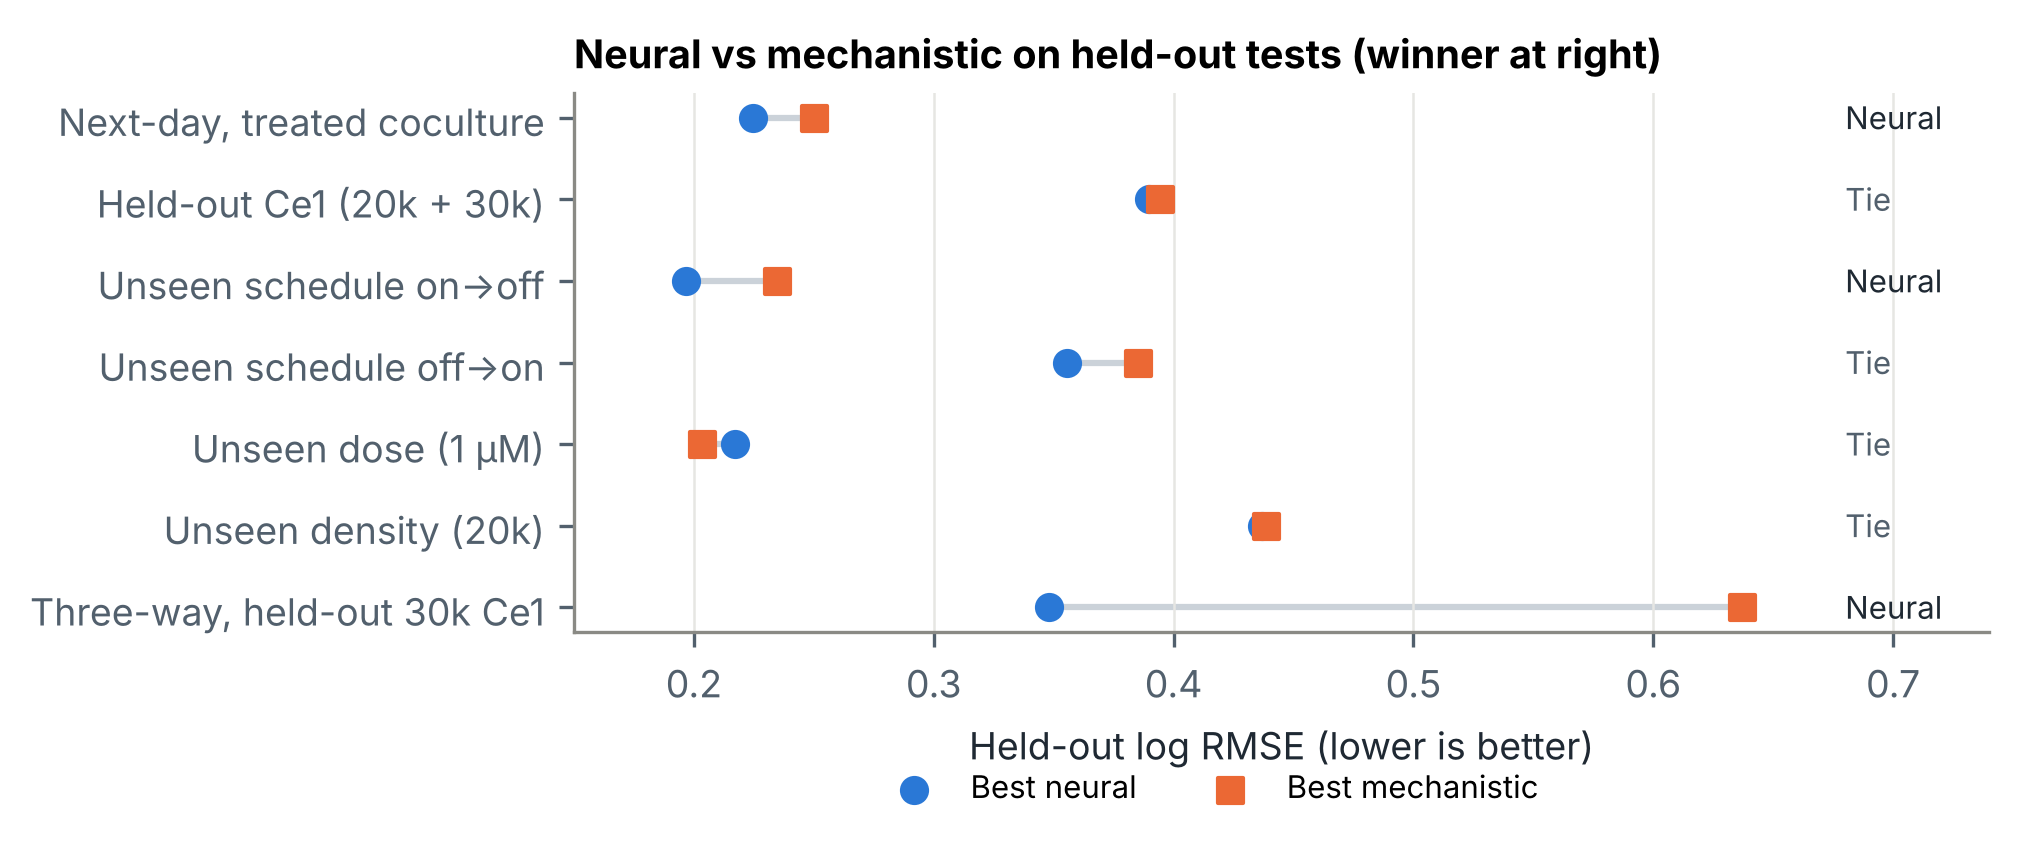 Neural vs mechanistic on held-out tests (winner at right)
Next-day, treated coculture Neural
Held-out Ce1 (20k + 30k) Tie
Unseen schedule on→off Neural
Unseen schedule off→on Tie
Unseen dose (1 µM) Tie
Unseen density (20k) Tie
Three-way, held-out 30k Ce1 Neural
0.2 0.3 0.4 0.5 0.6 0.7
Held-out log RMSE (lower is better)
Best neural Best mechanistic